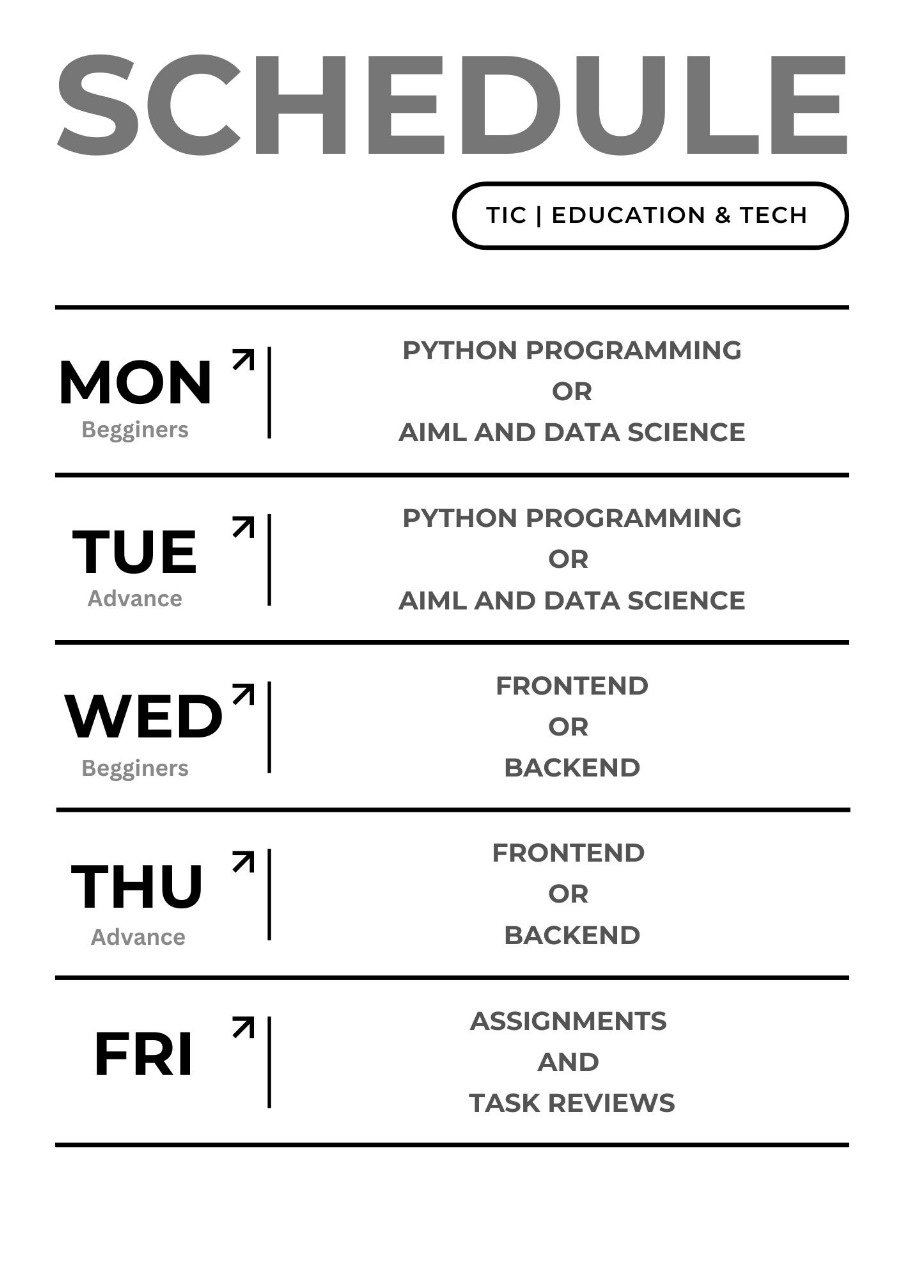 SCHEDULE
TIC | EDUCATION & TECH
MON
Begginers
PYTHON PROGRAMMING
OR
AIML AND DATA SCIENCE
TUE
Advance
PYTHON PROGRAMMING
OR
AIML AND DATA SCIENCE
WED
Begginers
FRONTEND
OR
BACKEND
THU
Advance
FRONTEND
OR
BACKEND
FRI
ASSIGNMENTS
AND
TASK REVIEWS